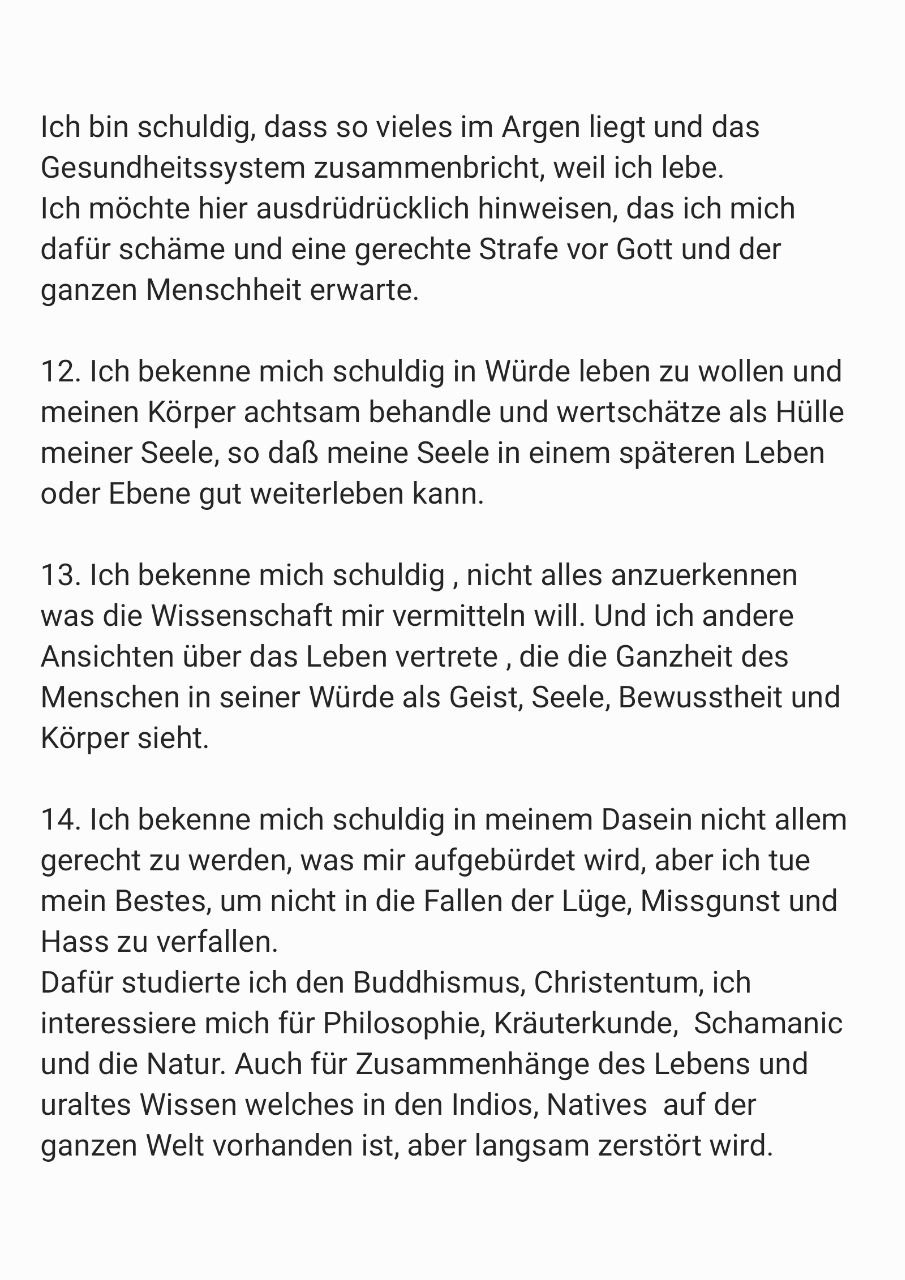 Ich bin schuldig, dass so vieles im Argen liegt und das
Gesundheitssystem zusammenbricht, weil ich lebe.
Ich möchte hier ausdrüdrücklich hinweisen, das ich mich
dafür schäme und eine gerechte Strafe vor Gott und der
ganzen Menschheit erwarte.

12. Ich bekenne mich schuldig in Würde leben zu wollen und
meinen Körper achtsam behandle und wertschätze als Hülle
meiner Seele, so daß meine Seele in einem späteren Leben
oder Ebene gut weiterleben kann.

13. Ich bekenne mich schuldig , nicht alles anzuerkennen
was die Wissenschaft mir vermitteln will. Und ich andere
Ansichten über das Leben vertrete , die die Ganzheit des
Menschen in seiner Würde als Geist, Seele, Bewusstheit und
Körper sieht.

14. Ich bekenne mich schuldig in meinem Dasein nicht allem
gerecht zu werden, was mir aufgebürdet wird, aber ich tue
mein Bestes, um nicht in die Fallen der Lüge, Missgunst und
Hass zu verfallen.
Dafür studierte ich den Buddhismus, Christentum, ich
interessiere mich für Philosophie, Kräuterkunde,  Schamanic
und die Natur. Auch für Zusammenhänge des Lebens und
uraltes Wissen welches in den Indios, Natives  auf der
ganzen Welt vorhanden ist, aber langsam zerstört wird.